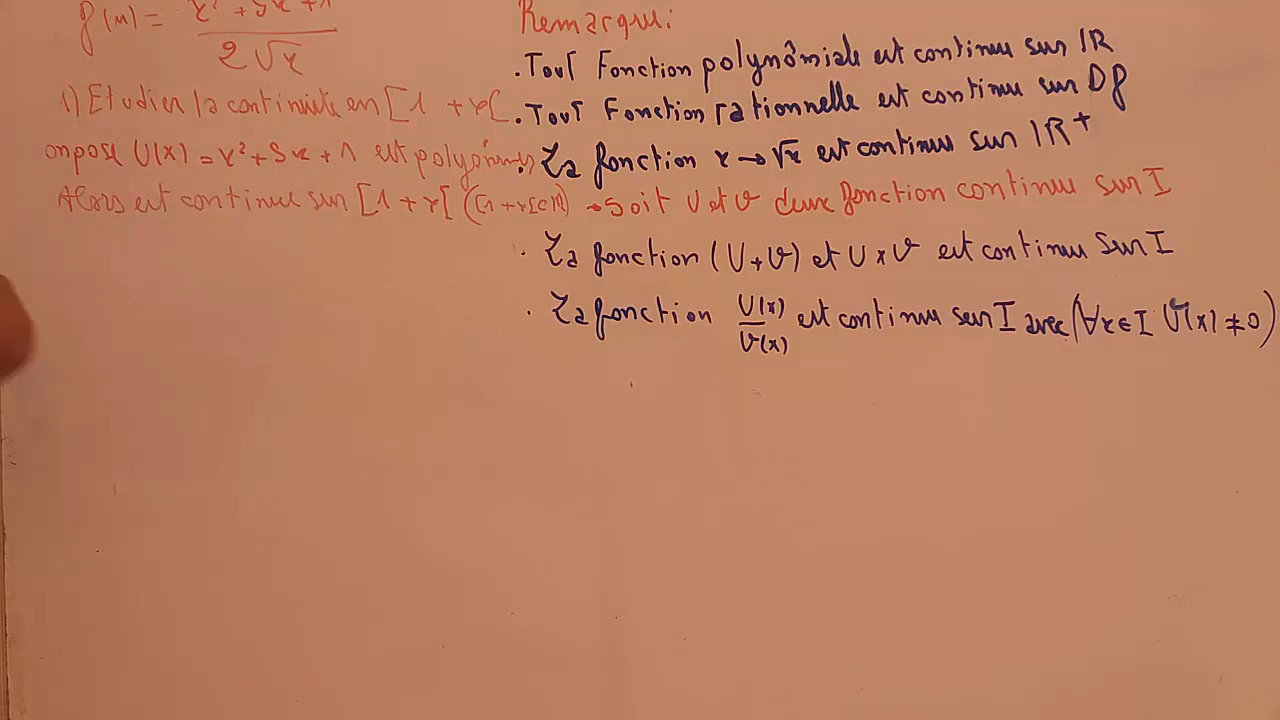 f(x) = x² + 5x + 1
2√x
1) Etudier la continuité en [1 +∞[
on pose U(x) = x² + 5x + 1 est polynômes
Alors est continue sur [1 +∞[ ([1 +∞[ ⊂ IR)
Remarque:
. Tout Fonction polynômiale est continue sur IR
. Tout Fonction rationnelle est continue sur Df
. La fonction x → √x est continue sur IR⁺
→ Soit U et V deux fonction continue sur I
. La fonction (U + V) et U x V est continue sur I
. La fonction U(x)/V(x) est continue sur I avec (∀x ∈ I V(x) ≠ 0)